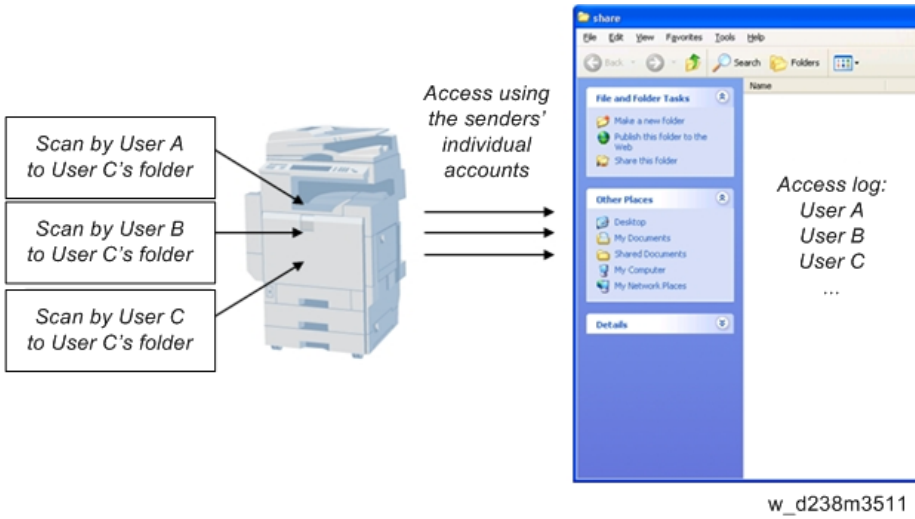 share
File Edit View Favorites Tools Help
Back Search Folders
Name
File and Folder Tasks
Make a new folder
Publish this folder to the
Web
Share this folder
Other Places
Desktop
My Documents
Shared Documents
My Computer
My Network Places
Details
Scan by User A
to User C's folder
Scan by User B
to User C's folder
Scan by User C
to User C's folder
Access using
the senders'
individual
accounts
Access log:
User A
User B
User C
...
w_d238m3511